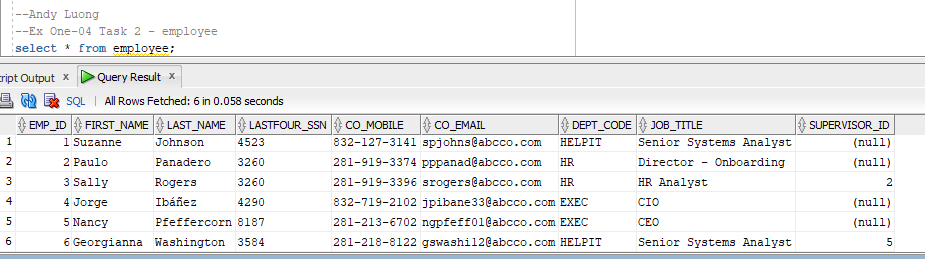 --Andy Luong
--Ex One-04 Task 2 - employee
select * from employee;
cript Output x Query Result x
SQL | All Rows Fetched: 6 in 0.058 seconds
EMP_ID FIRST_NAME LAST_NAME LASTFOUR_SSN CO_MOBILE CO_EMAIL DEPT_CODE JOB_TITLE SUPERVISOR_ID
1 1 Suzanne Johnson 4523 832-127-3141 spjohns@abcco.com HELPIT Senior Systems Analyst (null)
2 2 Paulo Panadero 3260 281-919-3374 pppanad@abcco.com HR Director - Onboarding (null)
3 3 Sally Rogers 3260 281-919-3396 srogers@abcco.com HR HR Analyst 2
4 4 Jorge Ibáñez 4290 832-719-2102 jpibane33@abcco.com EXEC CIO (null)
5 5 Nancy Pfeffercorn 8187 281-213-6702 ngpfeff01@abcco.com EXEC CEO (null)
6 6 Georgianna Washington 3584 281-218-8122 gswashi12@abcco.com HELPIT Senior Systems Analyst 5